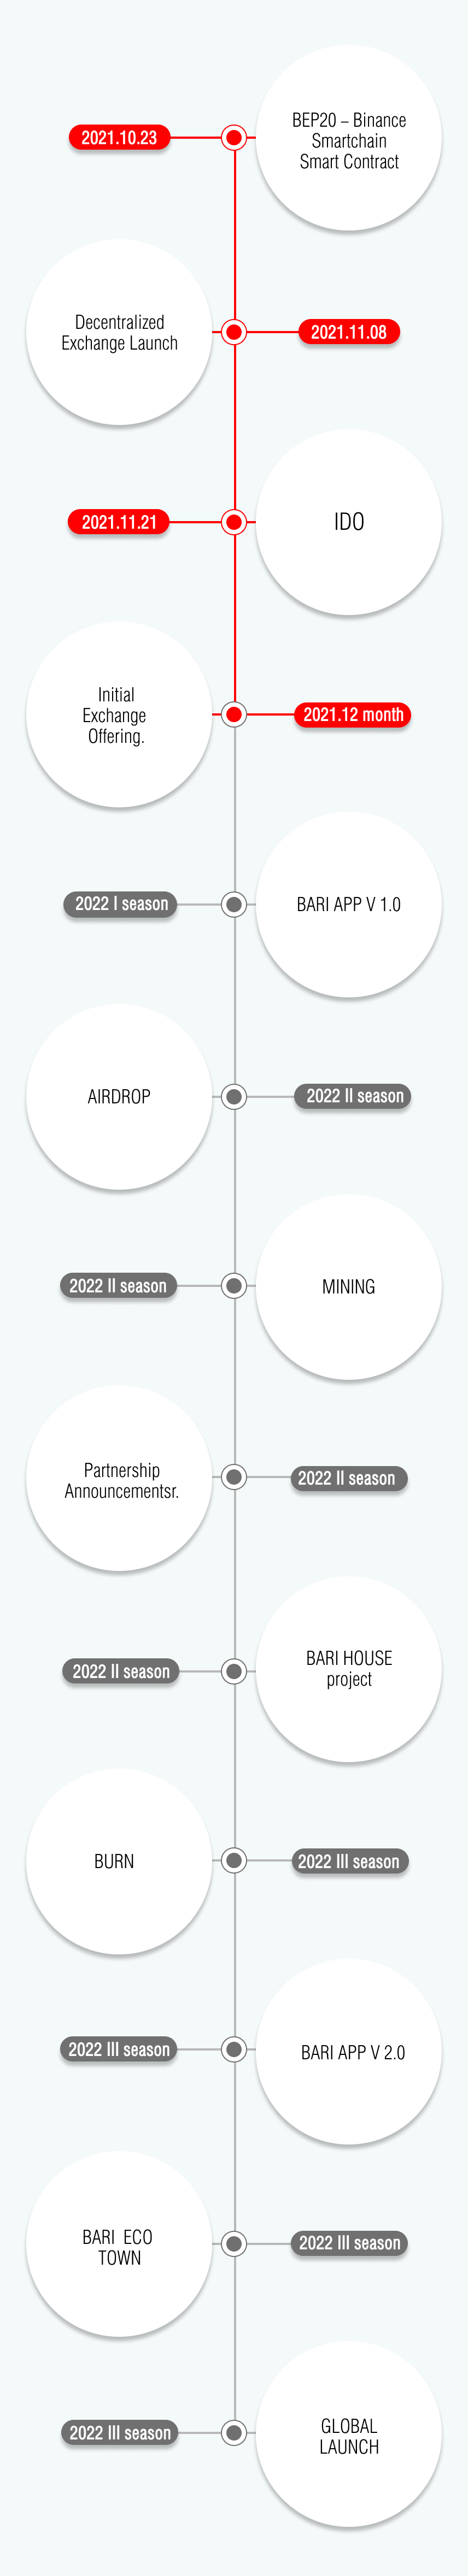 2021.10.23
BEP20 – Binance
Smartchain
Smart Contract
Decentralized
Exchange Launch
2021.11.08
2021.11.21
IDO
Initial
Exchange
Offering.
2021.12 month
2022 I season
BARI APP V 1.0
AIRDROP
2022 II season
2022 II season
MINING
Partnership
Announcementsr.
2022 II season
2022 II season
BARI HOUSE
project
BURN
2022 III season
2022 III season
BARI APP V 2.0
BARI ECO
TOWN
2022 III season
2022 III season
GLOBAL
LAUNCH